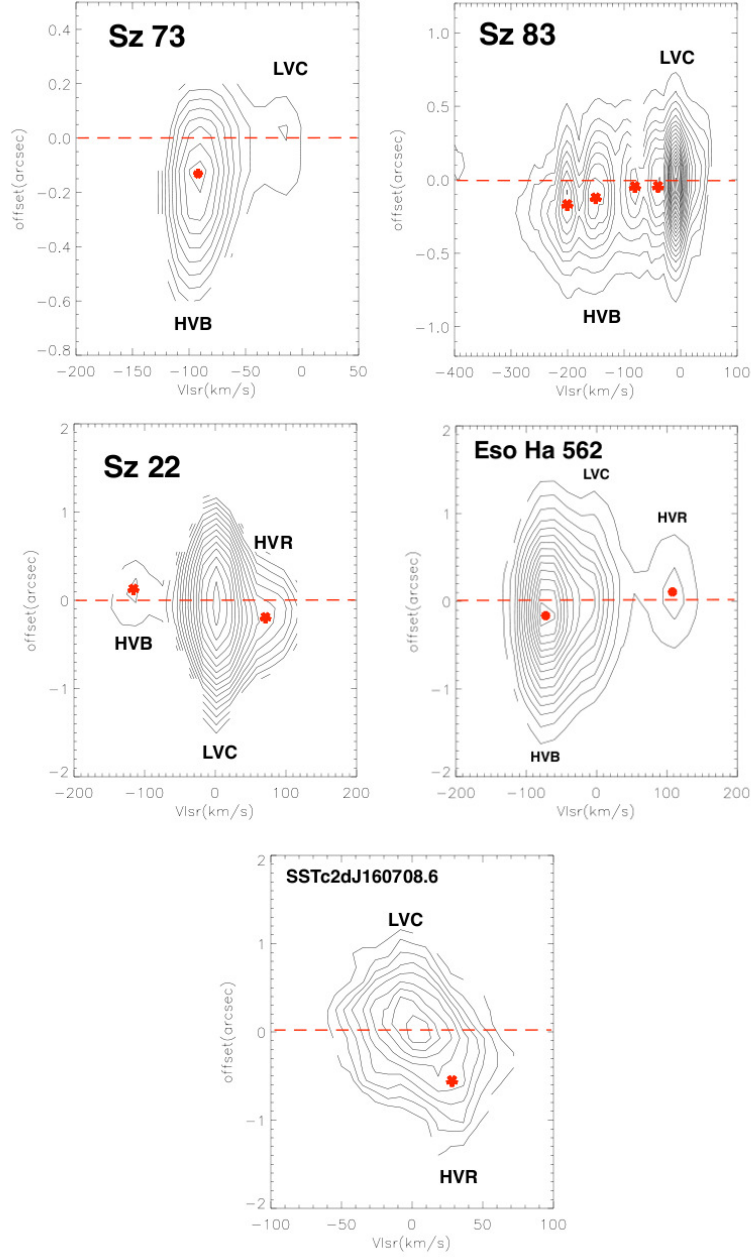 Sz 73
LVC
HVB
0.4
0.2
0.0
−0.2
−0.4
−0.6
−0.8
offset(arcsec)
−200 −150 −100 −50 0 50
Vlsr(km/s)
Sz 83
LVC
HVB
1.0
0.5
0.0
−0.5
−1.0
offset(arcsec)
−400 −300 −200 −100 0 100
Vlsr(km/s)
Sz 22
HVR
HVB
LVC
2
1
0
−1
−2
offset(arcsec)
−200 −100 0 100 200
Vlsr(km/s)
Eso Ha 562
LVC
HVR
HVB
2
1
0
−1
−2
offset(arcsec)
−200 −100 0 100 200
Vlsr(km/s)
SSTc2dJ160708.6
LVC
HVR
2
1
0
−1
−2
offset(arcsec)
−100 −50 0 50 100
Vlsr(km/s)